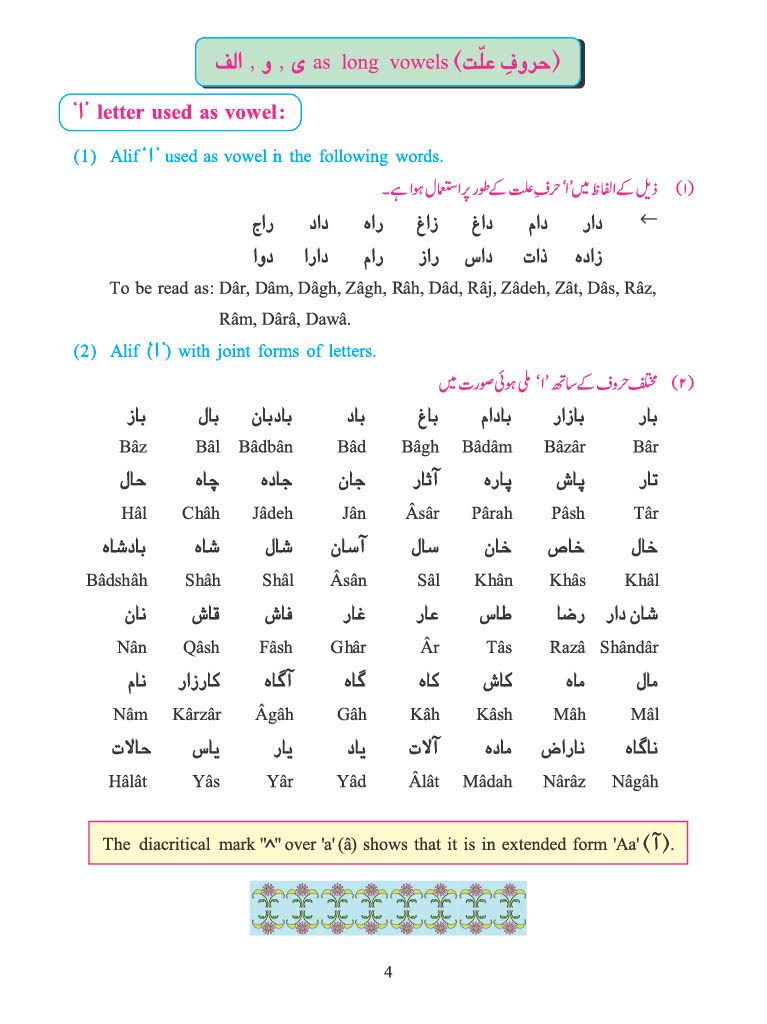 الف , و , ی as long vowels (حروفِ علّت)
'ا' letter used as vowel:
(1) Alif 'ا' used as vowel in the following words.
(۱) ذیل کے الفاظ میں 'ا' حرفِ علت کے طور پر استعمال ہوا ہے۔
← دار دام داغ زاغ راہ داد راج
زادہ ذات داس راز رام دارا دوا
To be read as: Dâr, Dâm, Dâgh, Zâgh, Râh, Dâd, Râj, Zâdeh, Zât, Dâs, Râz,
Râm, Dârâ, Dawâ.
(2) Alif ('ا') with joint forms of letters.
(۲) مختلف حروف کے ساتھ 'ا' ملی ہوئی صورت میں
بار بازار بادام باغ باد بادبان بال باز
Bâz Bâl Bâdbân Bâd Bâgh Bâdâm Bâzâr Bâr
تار پاش پارہ آثار جان جادہ چاہ حال
Hâl Châh Jâdeh Jân Âsâr Pârah Pâsh Târ
خال خاص خان سال آسان شال شاہ بادشاہ
Bâdshâh Shâh Shâl Âsân Sâl Khân Khâs Khâl
شان دار رضا طاس عار غار فاش قاش نان
Nân Qâsh Fâsh Ghâr Âr Tâs Razâ Shândâr
مال ماہ کاش کاہ گاہ آگاہ کارزار نام
Nâm Kârzâr Âgâh Gâh Kâh Kâsh Mâh Mâl
ناگاہ ناراض مادہ آلات یاد یار یاس حالات
Hâlât Yâs Yâr Yâd Âlât Mâdah Nârâz Nâgâh
The diacritical mark "^" over 'a' (â) shows that it is in extended form 'Aa' (آ).
4